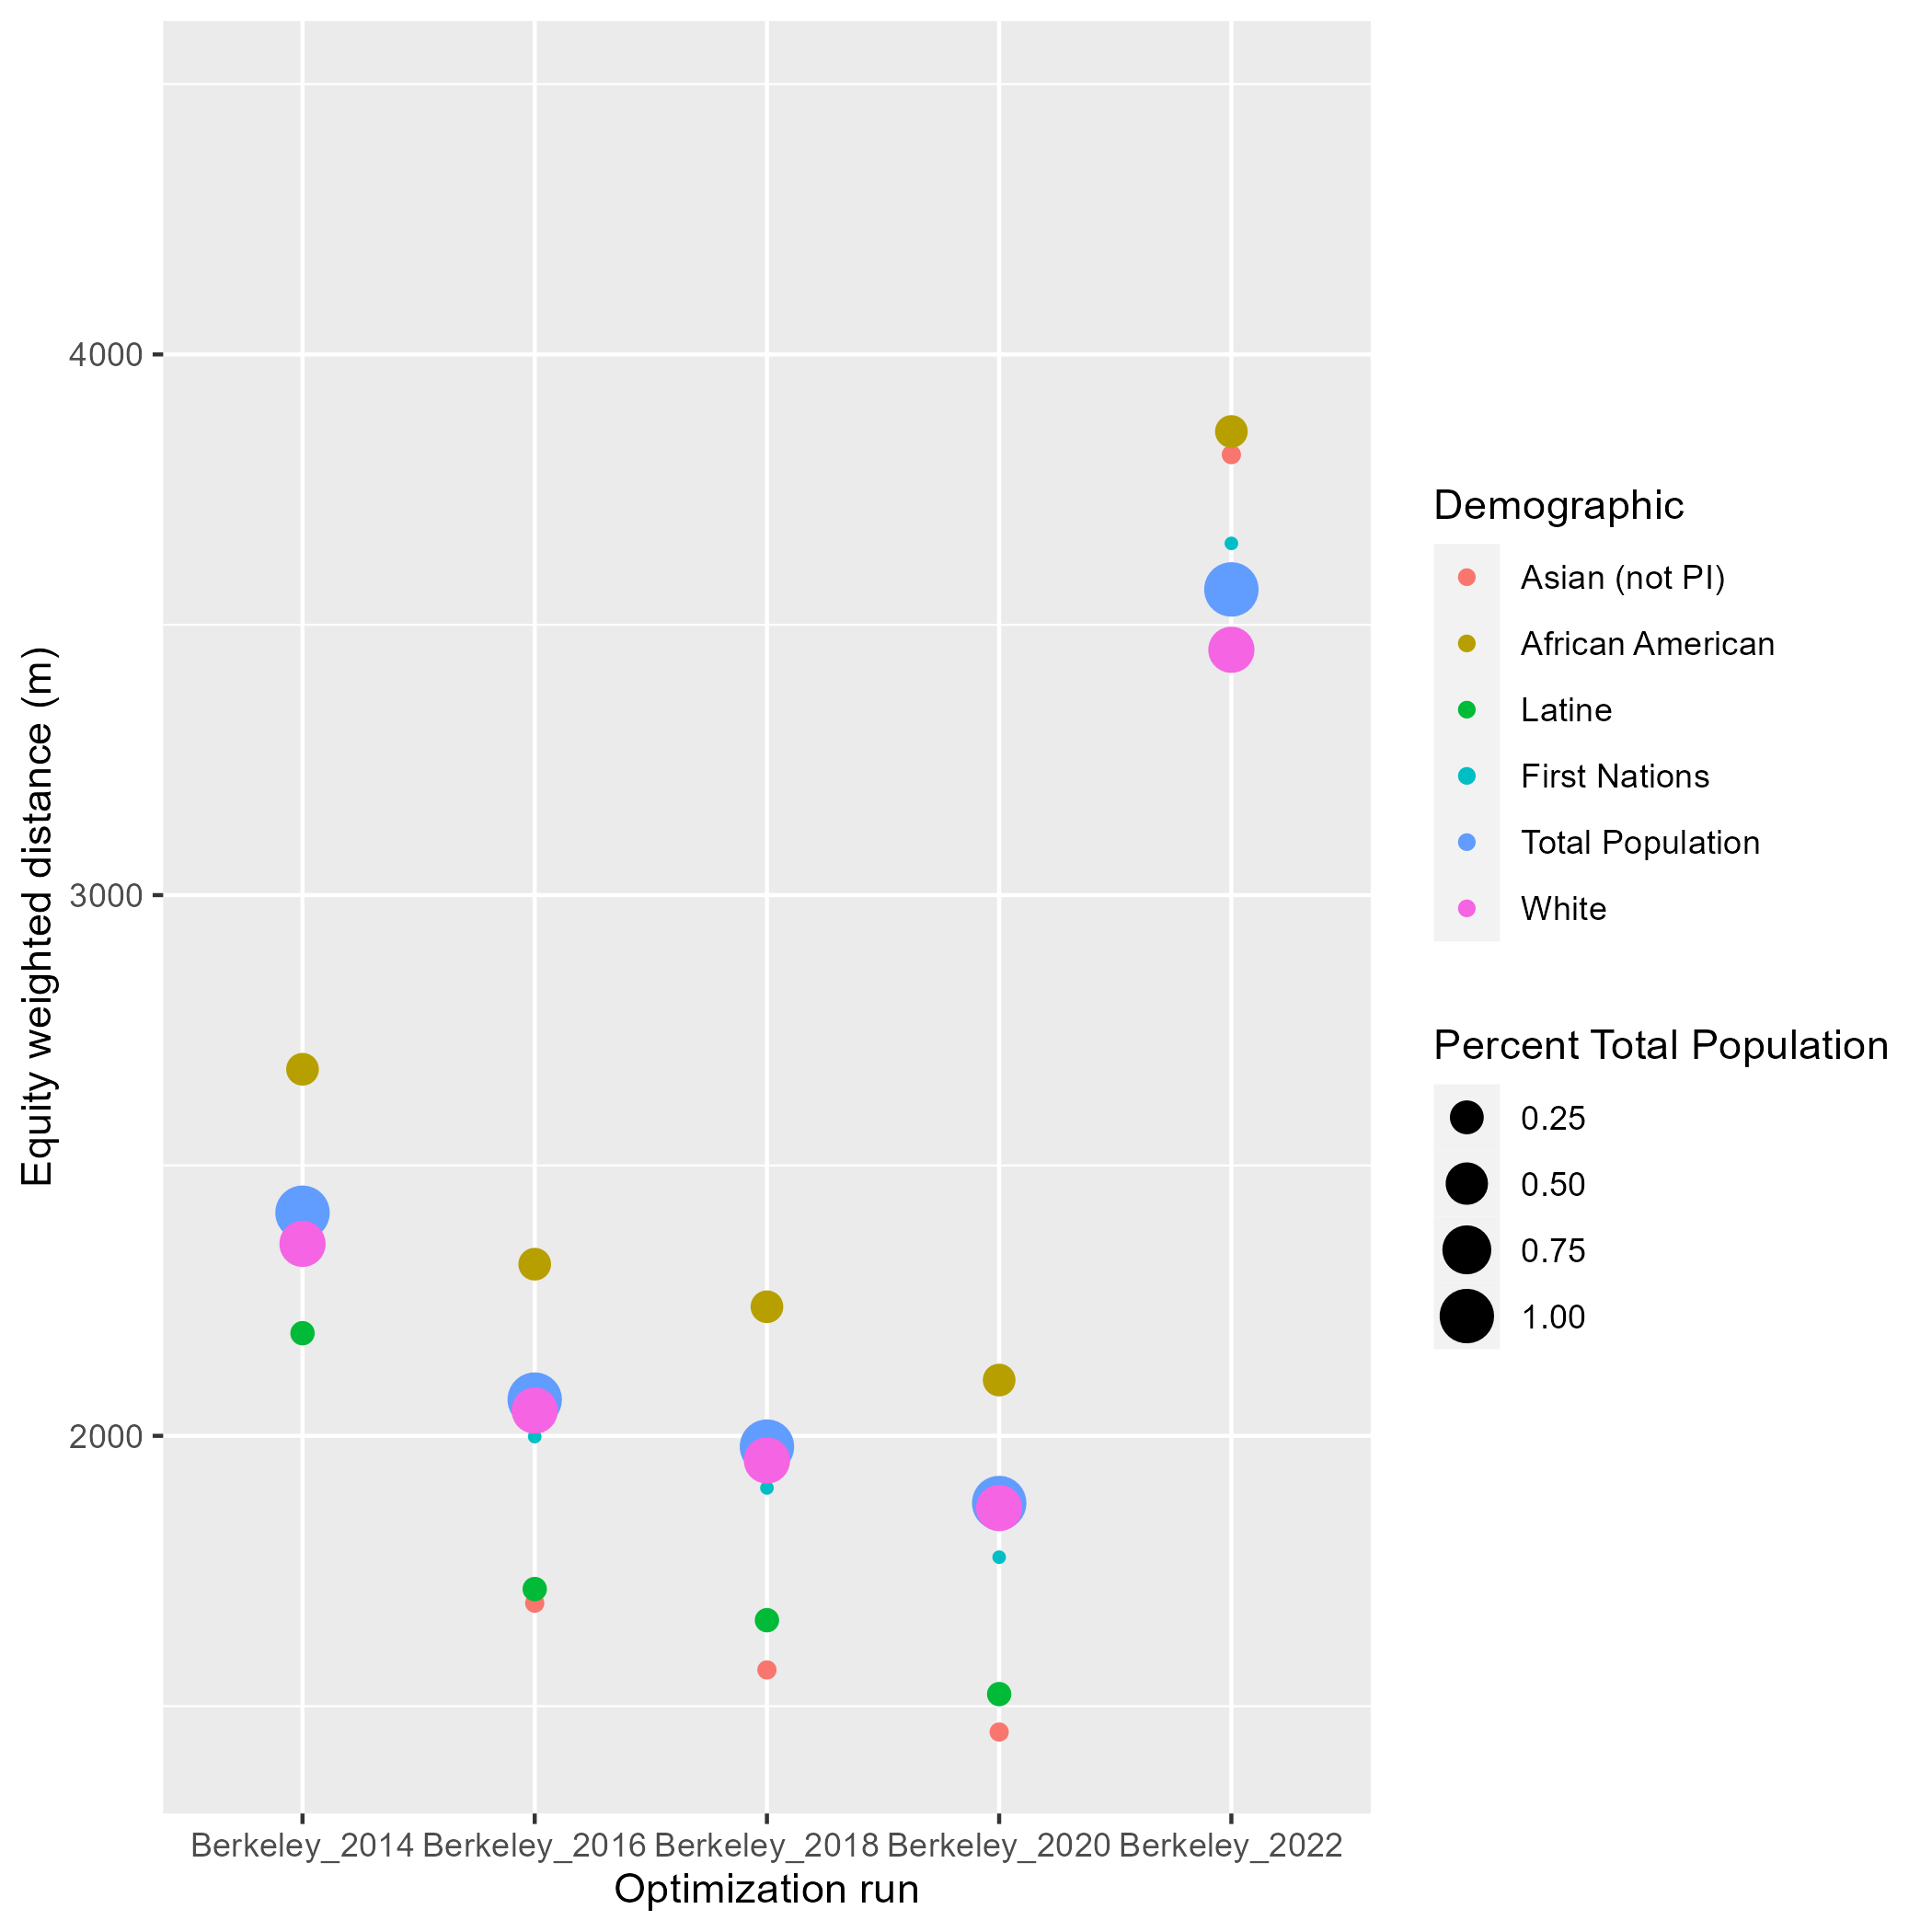 4000
3000
2000
Equity weighted distance (m)
Berkeley_2014 Berkeley_2016 Berkeley_2018 Berkeley_2020 Berkeley_2022
Optimization run
Demographic
Asian (not PI)
African American
Latine
First Nations
Total Population
White
Percent Total Population
0.25
0.50
0.75
1.00